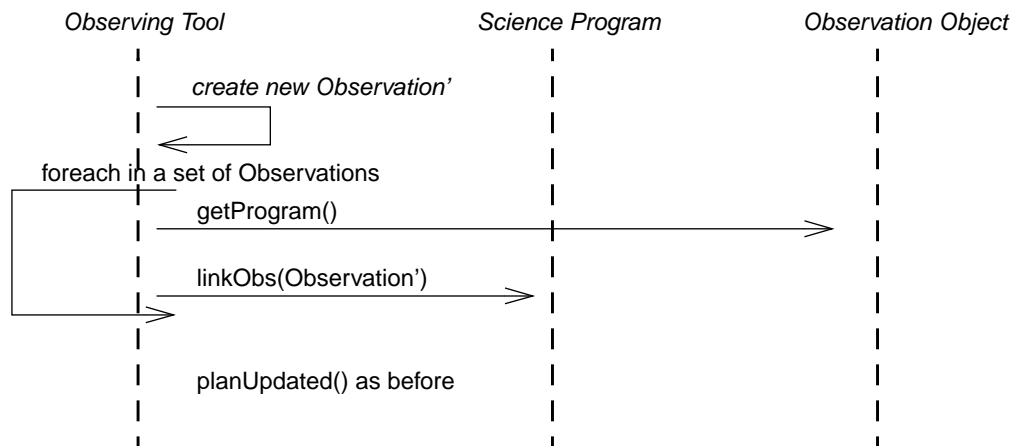 Observing Tool
Science Program
Observation Object
create new Observation’
foreach in a set of Observations
getProgram()
linkObs(Observation’)
planUpdated() as before